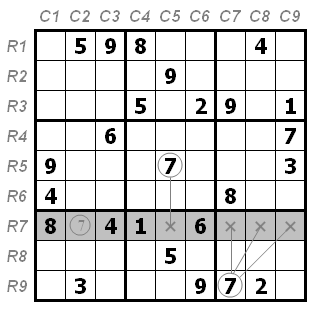 C1 C2 C3 C4 C5 C6 C7 C8 C9
R1 5 9 8 4
R2 9
R3 5 2 9 1
R4 6 7
R5 9 7 3
R6 4 8
R7 8 7 4 1 × 6 × × ×
R8 5
R9 3 9 7 2